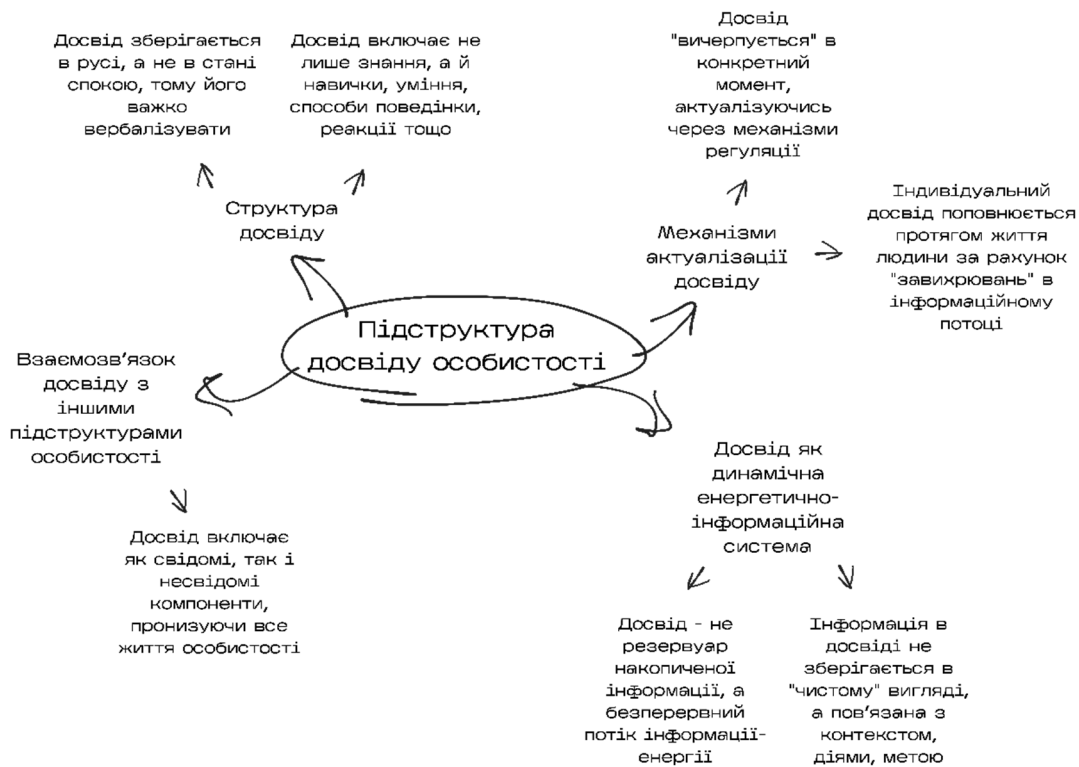 Досвід зберігається
в русі, а не в стані
спокою, тому його
важко
вербалізувати
Досвід включає не
лише знання, а й
навички, уміння,
способи поведінки,
реакції тощо
Структура
досвіду
Досвід
"вичерпується" в
конкретний
момент,
актуалізуючись
через механізми
регуляції
Механізми
актуалізації
досвіду
Індивідуальний
досвід поповнюється
протягом життя
людини за рахунок
"завихрювань" в
інформаційному
потоці
Підструктура
досвіду особистості
Взаємозв'язок
досвіду з
іншими
підструктурами
особистості
Досвід включає
як свідомі, так і
несвідомі
компоненти,
пронизуючи все
життя особистості
Досвід як
динамічна
енергетично-
інформаційна
система
Досвід - не
резервуар
накопиченої
інформації, а
безперервний
потік інформації-
енергії
Інформація в
досвіді не
зберігається в
"чистому" вигляді,
а пов'язана з
контекстом,
діями, метою